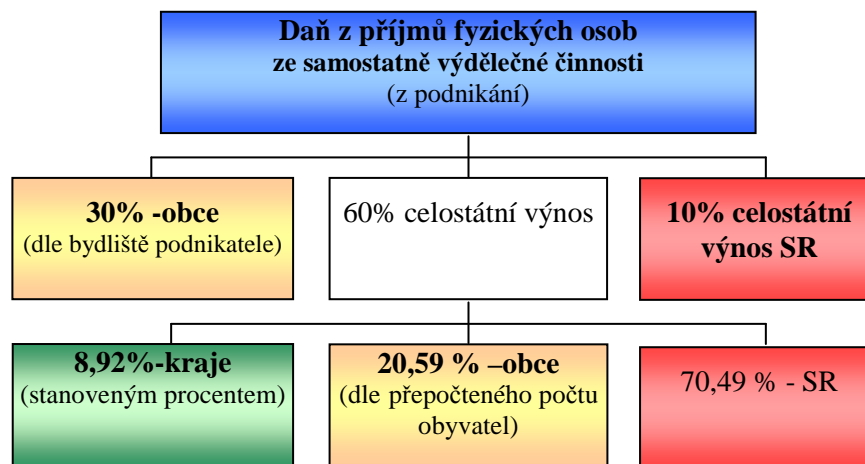 Daň z příjmů fyzických osob
ze samostatně výdělečné činnosti
(z podnikání)
30% -obce
(dle bydliště podnikatele)
60% celostátní výnos
10% celostátní
výnos SR
8,92%-kraje
(stanoveným procentem)
20,59 % –obce
(dle přepočteného počtu
obyvatel)
70,49 % - SR